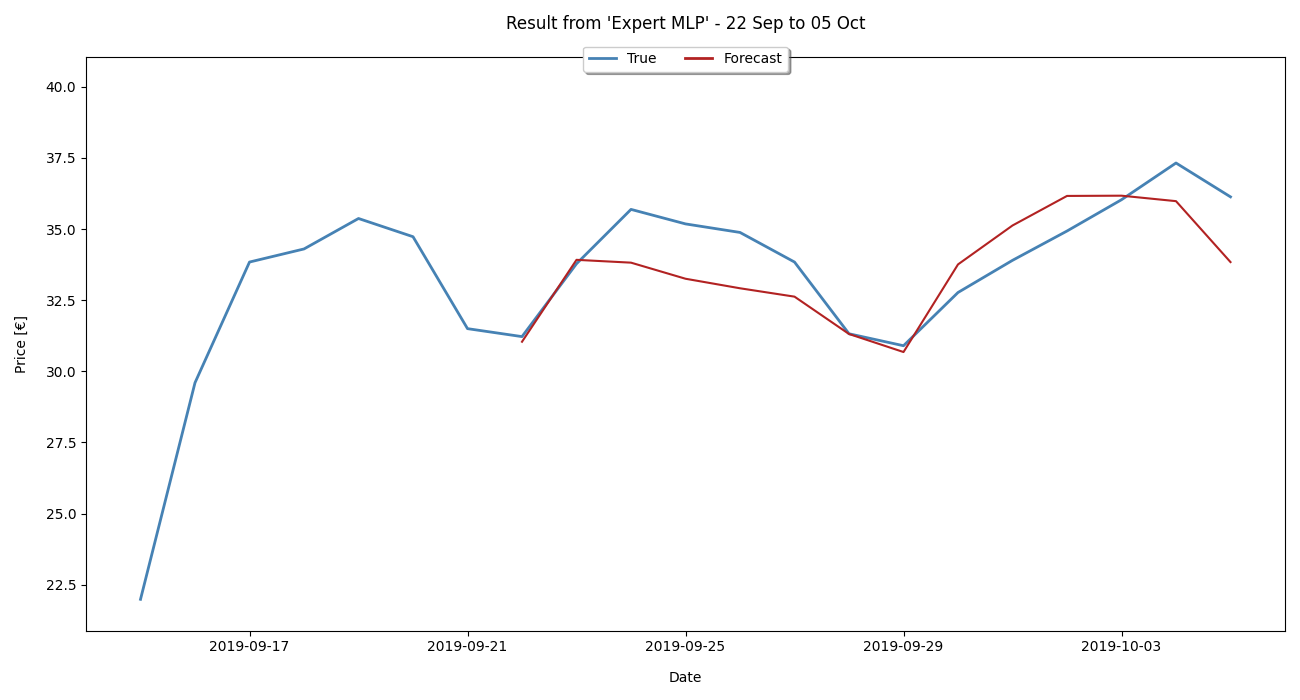 Result from 'Expert MLP' - 22 Sep to 05 Oct
True Forecast
40.0
37.5
35.0
32.5
30.0
27.5
25.0
22.5
Price [€]
2019-09-17 2019-09-21 2019-09-25 2019-09-29 2019-10-03
Date